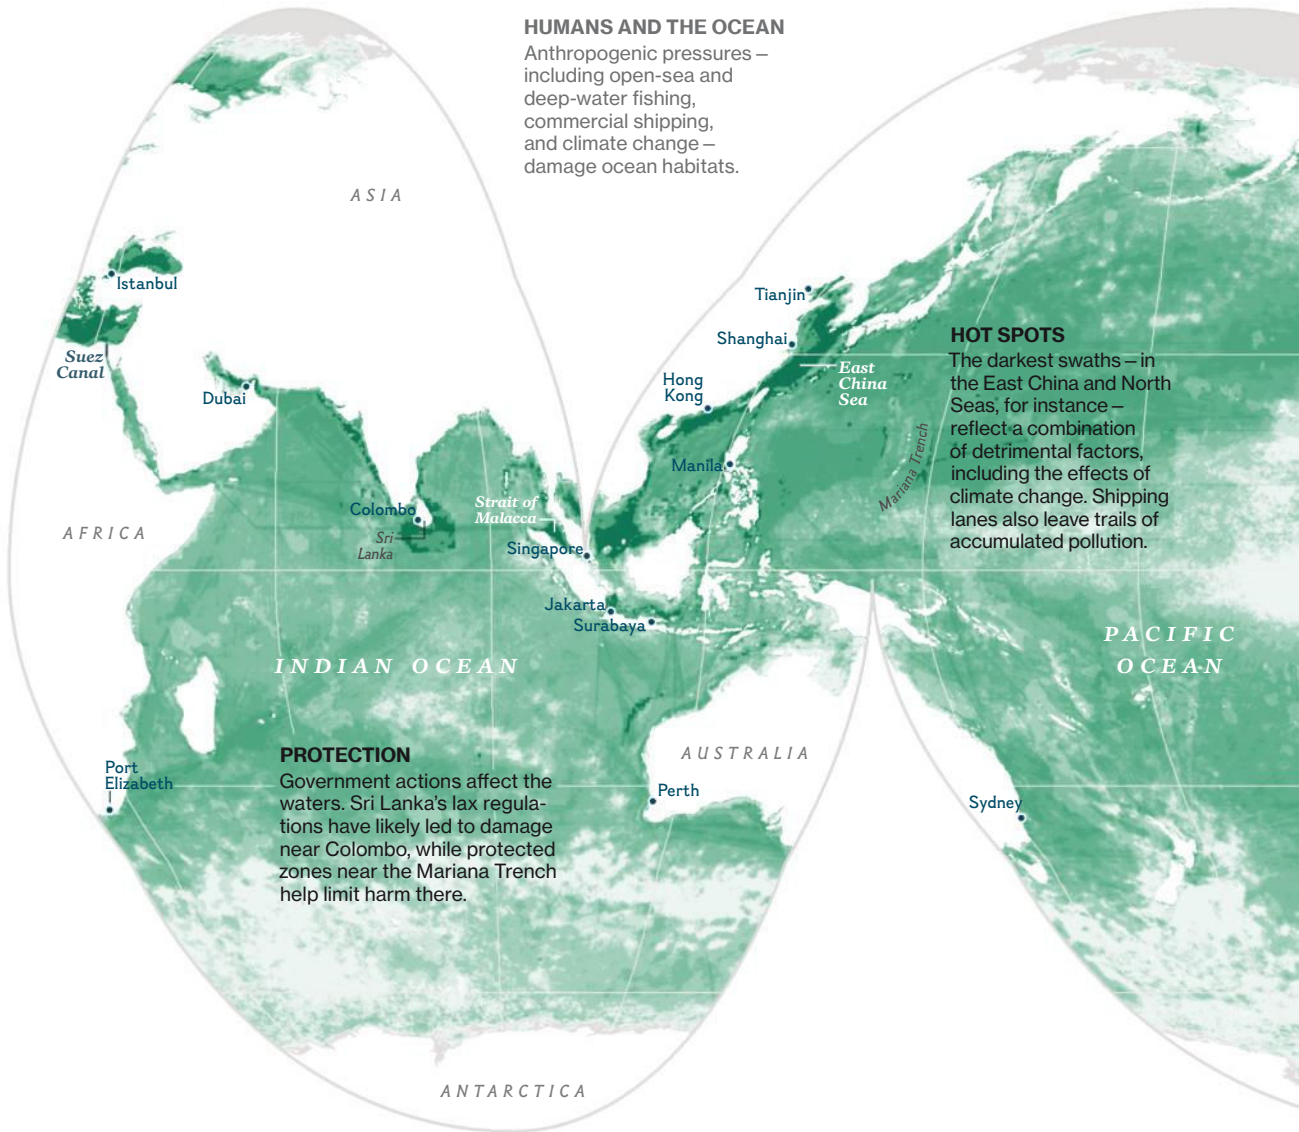 HUMANS AND THE OCEAN
Anthropogenic pressures —
including open-sea and
deep-water fishing,
commercial shipping,
and climate change —
damage ocean habitats.
ASIA
Istanbul
Suez
Canal
Dubai
Tianjin
Shanghai
East
China
Sea
Hong
Kong
HOT SPOTS
The darkest swaths — in
the East China and North
Seas, for instance —
reflect a combination
of detrimental factors,
including the effects of
climate change. Shipping
lanes also leave trails of
accumulated pollution.
Mariana Trench
Manila
AFRICA
Colombo
Sri
Lanka
Strait of
Malacca
Singapore
Jakarta
Surabaya
INDIAN OCEAN
PACIFIC
OCEAN
PROTECTION
Government actions affect the
waters. Sri Lanka's lax regula-
tions have likely led to damage
near Colombo, while protected
zones near the Mariana Trench
help limit harm there.
AUSTRALIA
Port
Elizabeth
Perth
Sydney
ANTARCTICA